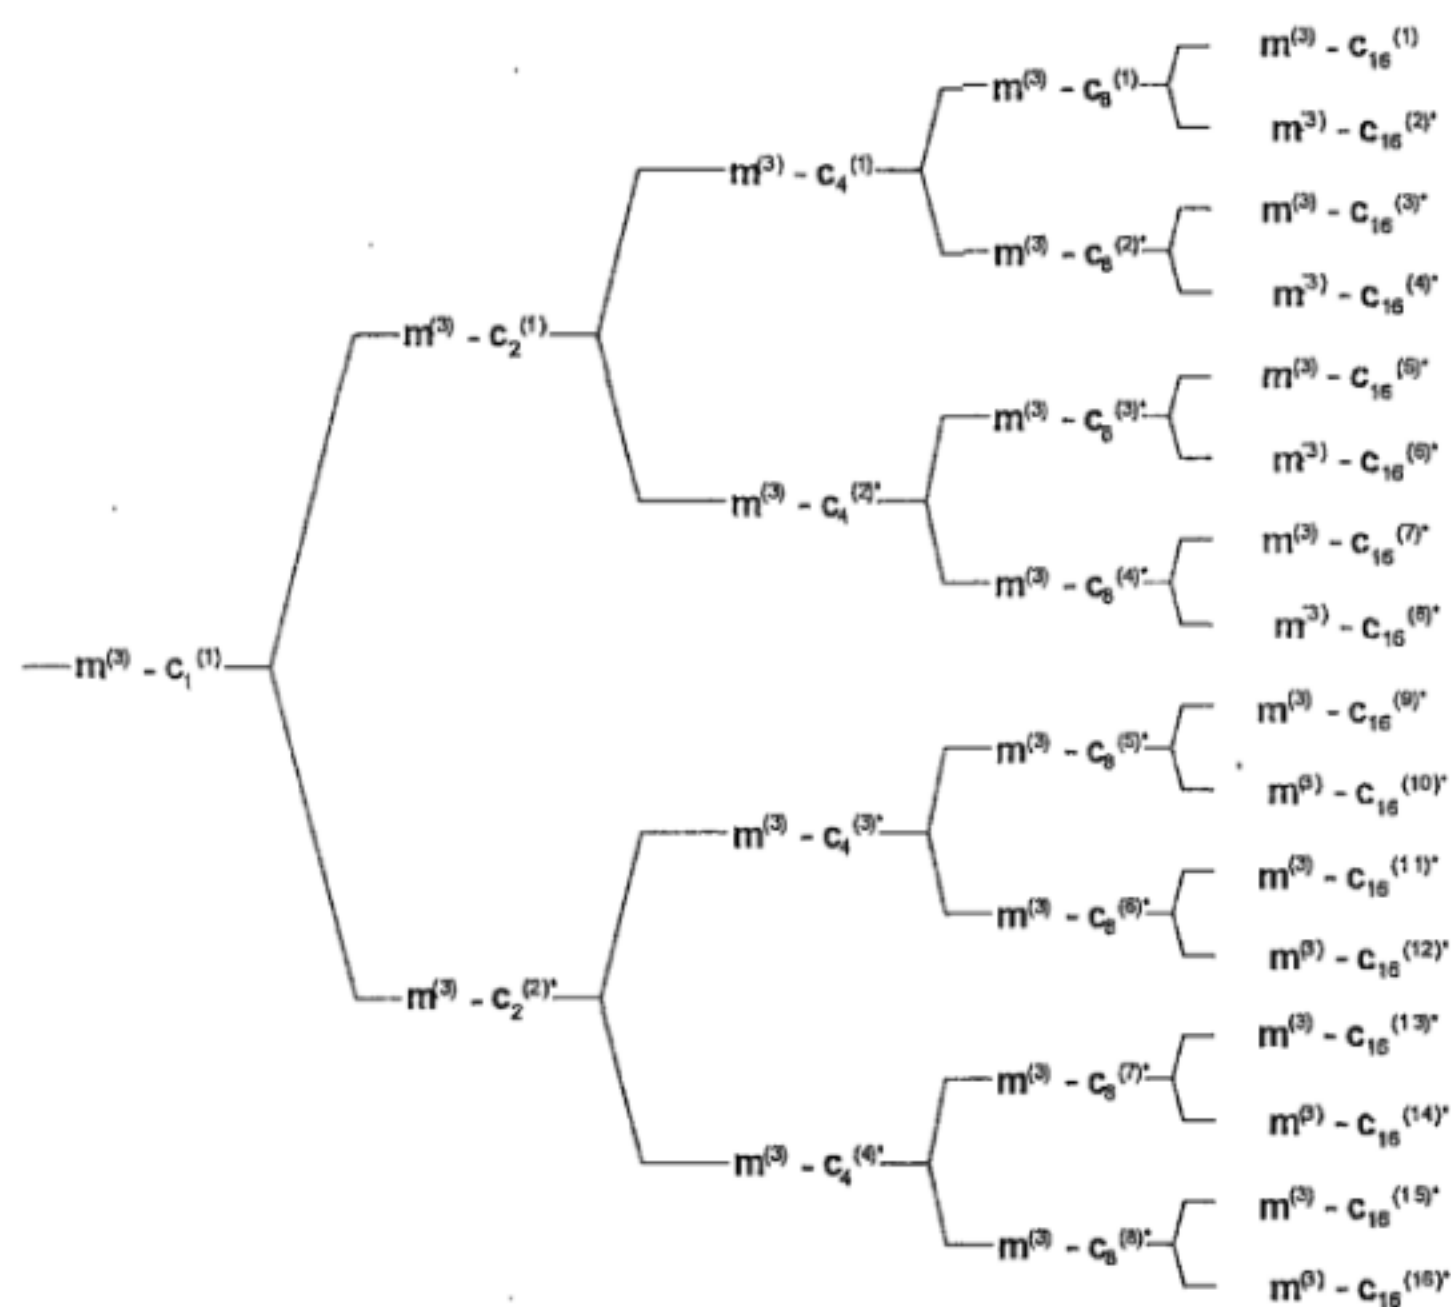 m⁽³⁾ - c₁₆⁽¹⁾
m⁽³⁾ - c₈⁽¹⁾
m⁽³⁾ - c₁₆⁽²⁾*
m⁽³⁾ - c₄⁽¹⁾
m⁽³⁾ - c₁₆⁽³⁾*
m⁽³⁾ - c₈⁽²⁾*
m⁽³⁾ - c₁₆⁽⁴⁾*
m⁽³⁾ - c₂⁽¹⁾
m⁽³⁾ - c₁₆⁽⁵⁾*
m⁽³⁾ - c₈⁽³⁾*
m⁽³⁾ - c₁₆⁽⁶⁾*
m⁽³⁾ - c₄⁽²⁾*
m⁽³⁾ - c₁₆⁽⁷⁾*
m⁽³⁾ - c₈⁽⁴⁾*
m⁽³⁾ - c₁₆⁽⁸⁾*
m⁽³⁾ - c₁⁽¹⁾
m⁽³⁾ - c₁₆⁽⁹⁾*
m⁽³⁾ - c₈⁽⁵⁾*
m⁽³⁾ - c₁₆⁽¹⁰⁾*
m⁽³⁾ - c₄⁽³⁾*
m⁽³⁾ - c₁₆⁽¹¹⁾*
m⁽³⁾ - c₈⁽⁶⁾*
m⁽³⁾ - c₁₆⁽¹²⁾*
m⁽³⁾ - c₂⁽²⁾*
m⁽³⁾ - c₁₆⁽¹³⁾*
m⁽³⁾ - c₈⁽⁷⁾*
m⁽³⁾ - c₁₆⁽¹⁴⁾*
m⁽³⁾ - c₄⁽⁴⁾*
m⁽³⁾ - c₁₆⁽¹⁵⁾*
m⁽³⁾ - c₈⁽⁸⁾*
m⁽³⁾ - c₁₆⁽¹⁶⁾*